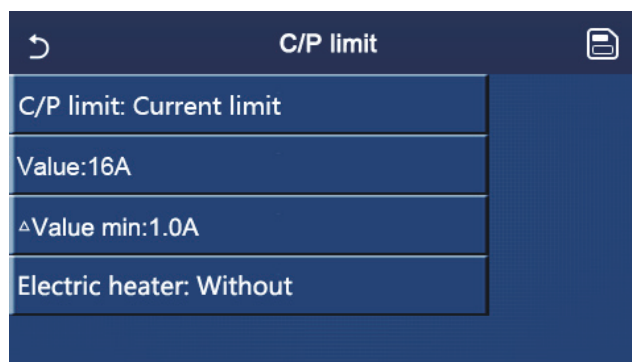 C/P limit
C/P limit: Current limit
Value:16A
△Value min:1.0A
Electric heater: Without